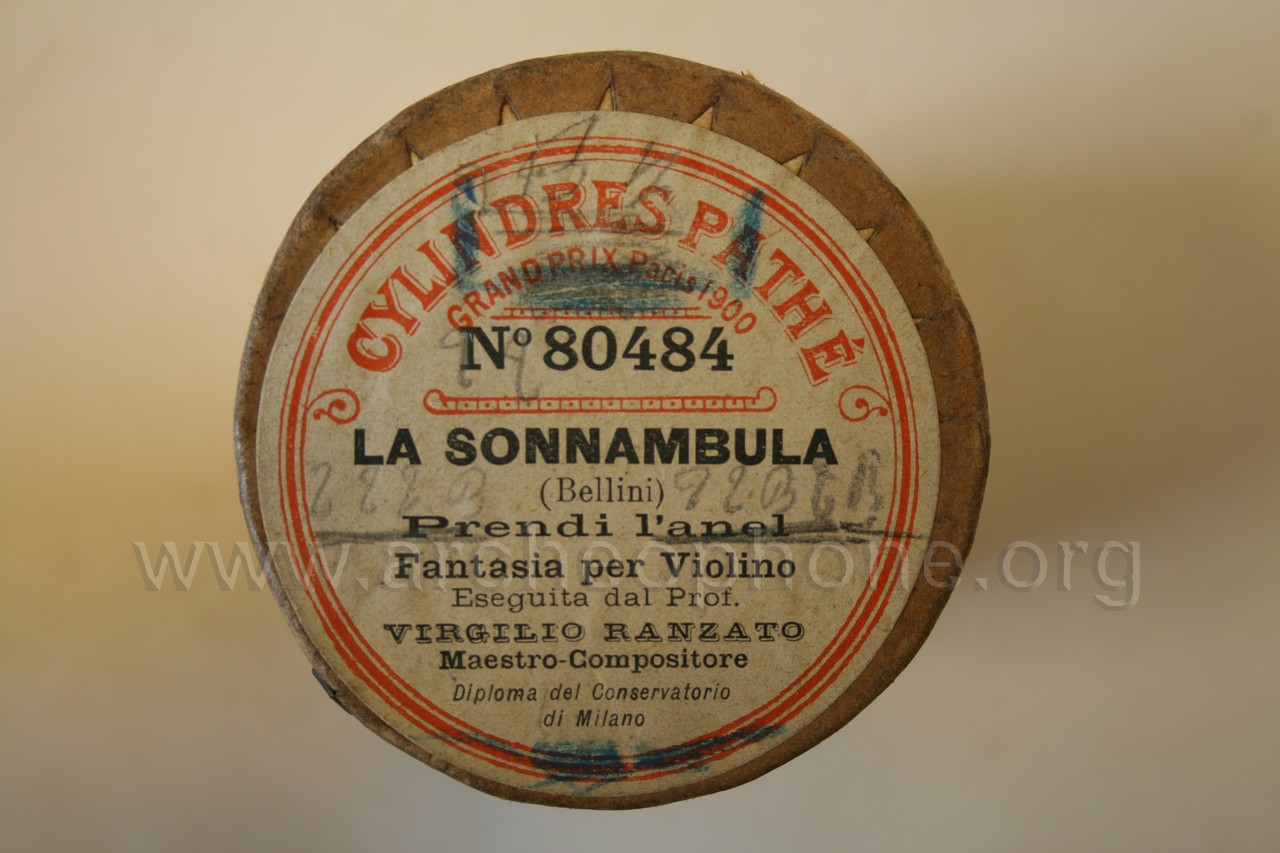 CYLINDRES PATHÉ
GRAND PRIX Paris 1900
Nº 80484
LA SONNAMBULA
(Bellini)
Prendi l'anel
www.archeophone.org
Fantasia per Violino
Eseguita dal Prof.
VIRGILIO RANZATO
Maestro-Compositore
Diploma del Conservatorio
di Milano